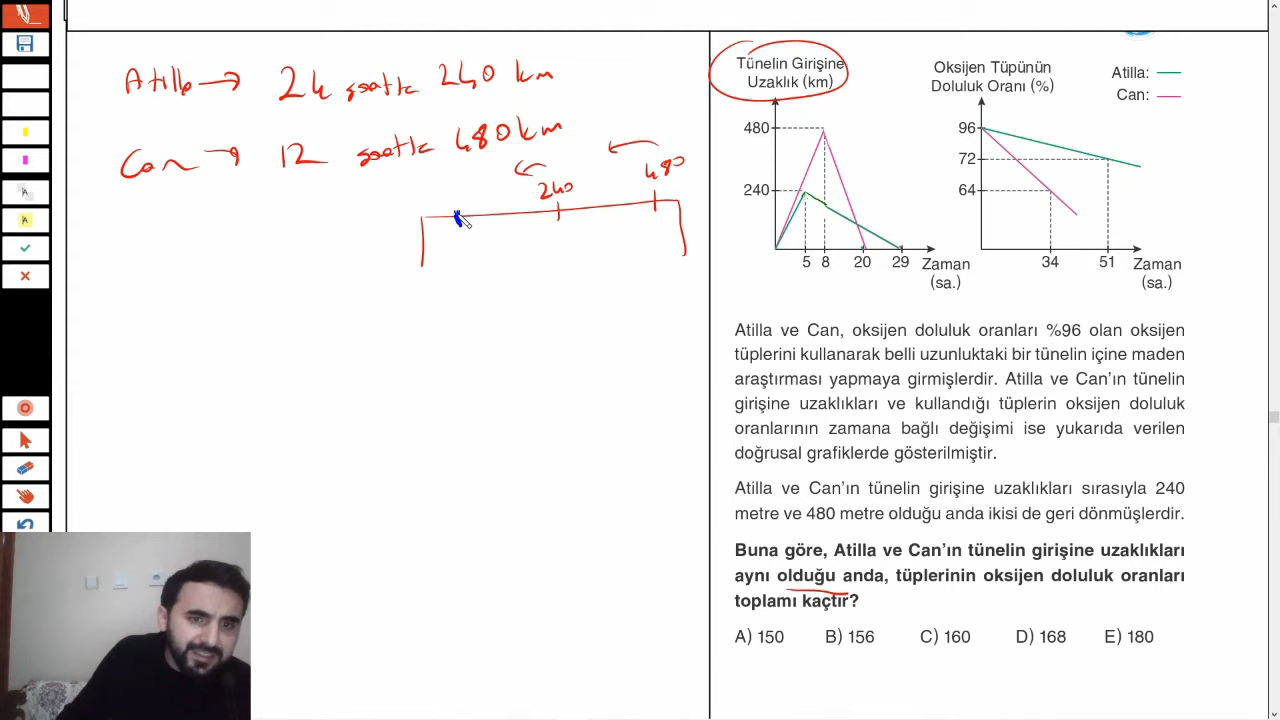 Atilla → 24 saatte 240 km
Can → 12 saatte 480 km
240
480
Tünelin Girişine
Uzaklık (km)
480
240
5 8 20 29 Zaman
(sa.)
Oksijen Tüpünün
Doluluk Oranı (%)
96
72
64
34 51 Zaman
(sa.)
Atilla:
Can:
Atilla ve Can, oksijen doluluk oranları %96 olan oksijen
tüplerini kullanarak belli uzunluktaki bir tünelin içine maden
araştırması yapmaya girmişlerdir. Atilla ve Can’ın tünelin
girişine uzaklıkları ve kullandığı tüplerin oksijen doluluk
oranlarının zamana bağlı değişimi ise yukarıda verilen
doğrusal grafiklerde gösterilmiştir.
Atilla ve Can’ın tünelin girişine uzaklıkları sırasıyla 240
metre ve 480 metre olduğu anda ikisi de geri dönmüşlerdir.
Buna göre, Atilla ve Can’ın tünelin girişine uzaklıkları
aynı olduğu anda, tüplerinin oksijen doluluk oranları
toplamı kaçtır?
A) 150 B) 156 C) 160 D) 168 E) 180